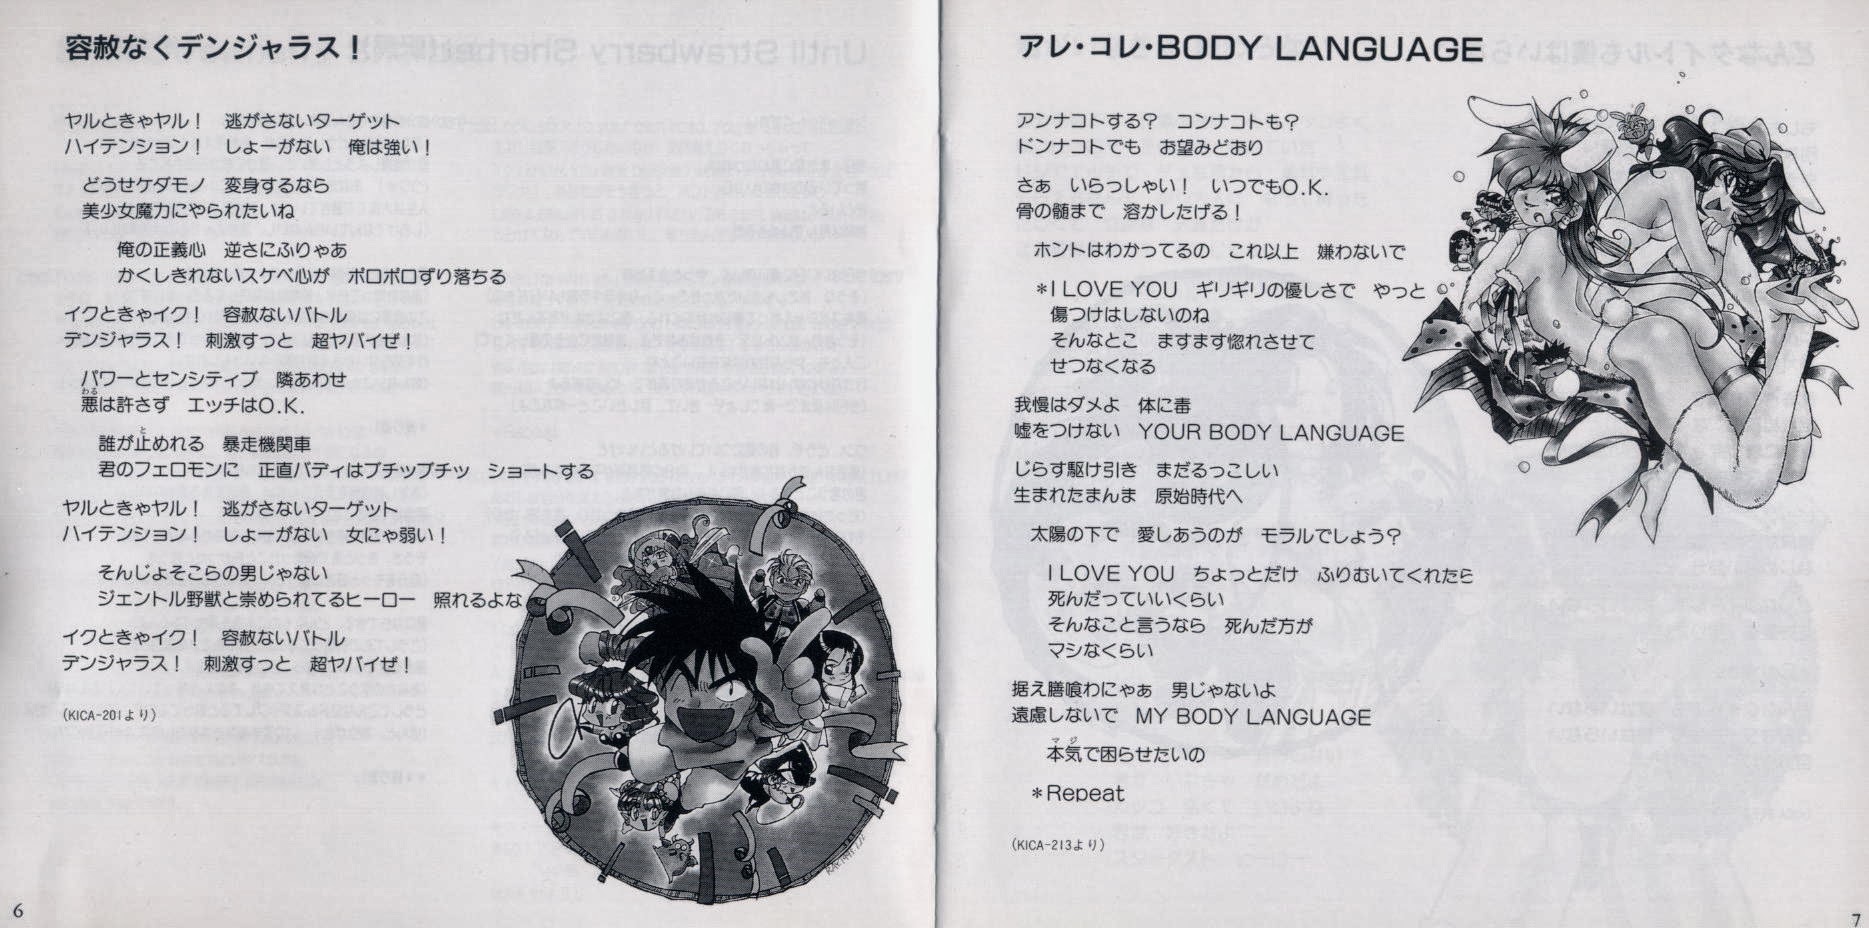 容赦なくデンジャラス！
ヤルときゃヤル！　逃がさないターゲット
ハイテンション！　しょーがない　俺は強い！
どうせケダモノ　変身するなら
美少女魔力にやられたいね
俺の正義心　逆さにふりゃあ
かくしきれないスケベ心が　ボロボロずり落ちる
イクときゃイク！　容赦ないバトル
デンジャラス！　刺激すっと　超ヤバイぜ！
パワーとセンシティブ　隣あわせ
悪は許さず　エッチはO.K.
わる
誰が止めれる　暴走機関車
と
君のフェロモンに　正直バディはブチッブチッ　ショートする
ヤルときゃヤル！　逃がさないターゲット
ハイテンション！　しょーがない　女にゃ弱い！
そんじょそこらの男じゃない
ジェントル野獣と崇められてるヒーロー　照れるよな
イクときゃイク！　容赦ないバトル
デンジャラス！　刺激すっと　超ヤバイぜ！
(KICA-201より)
6
アレ・コレ・BODY LANGUAGE
アンナコトする？　コンナコトも？
ドンナコトでも　お望みどおり
さぁ　いらっしゃい！　いつでもO.K.
骨の髄まで　溶かしたげる！
ホントはわかってるの　これ以上　嫌わないで
＊I LOVE YOU　ギリギリの優しさで　やっと
傷つけはしないのね
そんなとこ　ますます惚れさせて
せつなくなる
我慢はダメよ　体に毒
嘘をつけない　YOUR BODY LANGUAGE
じらす駆け引き　まだるっこしい
生まれたまんま　原始時代へ
太陽の下で　愛しあうのが　モラルでしょう？
I LOVE YOU　ちょっとだけ　ふりむいてくれたら
死んだっていいくらい
そんなこと言うなら　死んだ方が
マシなくらい
据え膳喰わにゃぁ　男じゃないよ
遠慮しないで　MY BODY LANGUAGE
マジ
本気で困らせたいの
＊Repeat
(KICA-213より)
7